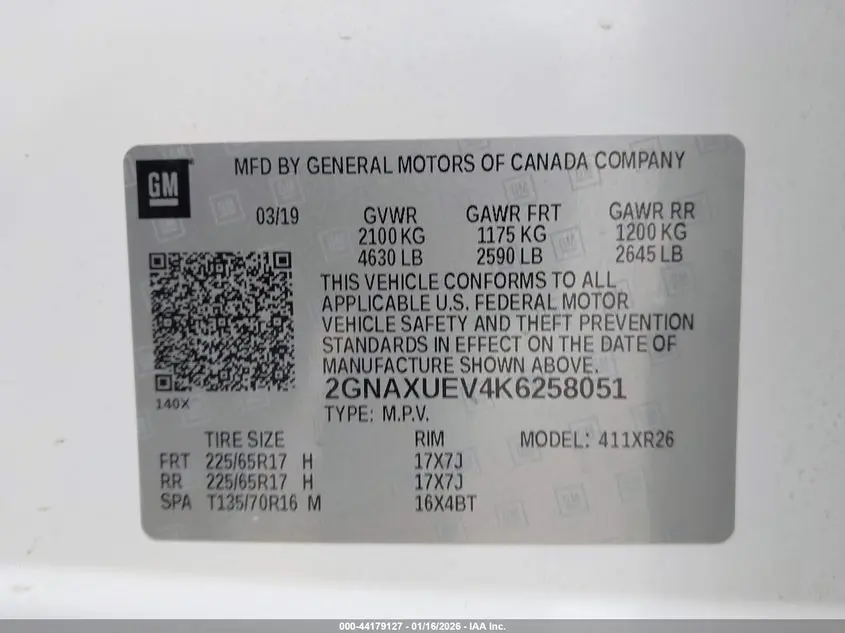 GM
MFD BY GENERAL MOTORS OF CANADA COMPANY
03/19 GVWR GAWR FRT GAWR RR
2100 KG 1175 KG 1200 KG
4630 LB 2590 LB 2645 LB
THIS VEHICLE CONFORMS TO ALL
APPLICABLE U.S. FEDERAL MOTOR
VEHICLE SAFETY AND THEFT PREVENTION
STANDARDS IN EFFECT ON THE DATE OF
MANUFACTURE SHOWN ABOVE.
2GNAXUEV4K6258051
140X
TYPE: M.P.V.
TIRE SIZE RIM MODEL: 411XR26
FRT 225/65R17 H 17X7J
RR 225/65R17 H 17X7J
SPA T135/70R16 M 16X4BT
000-44179127 - 01/16/2026 - IAA Inc.